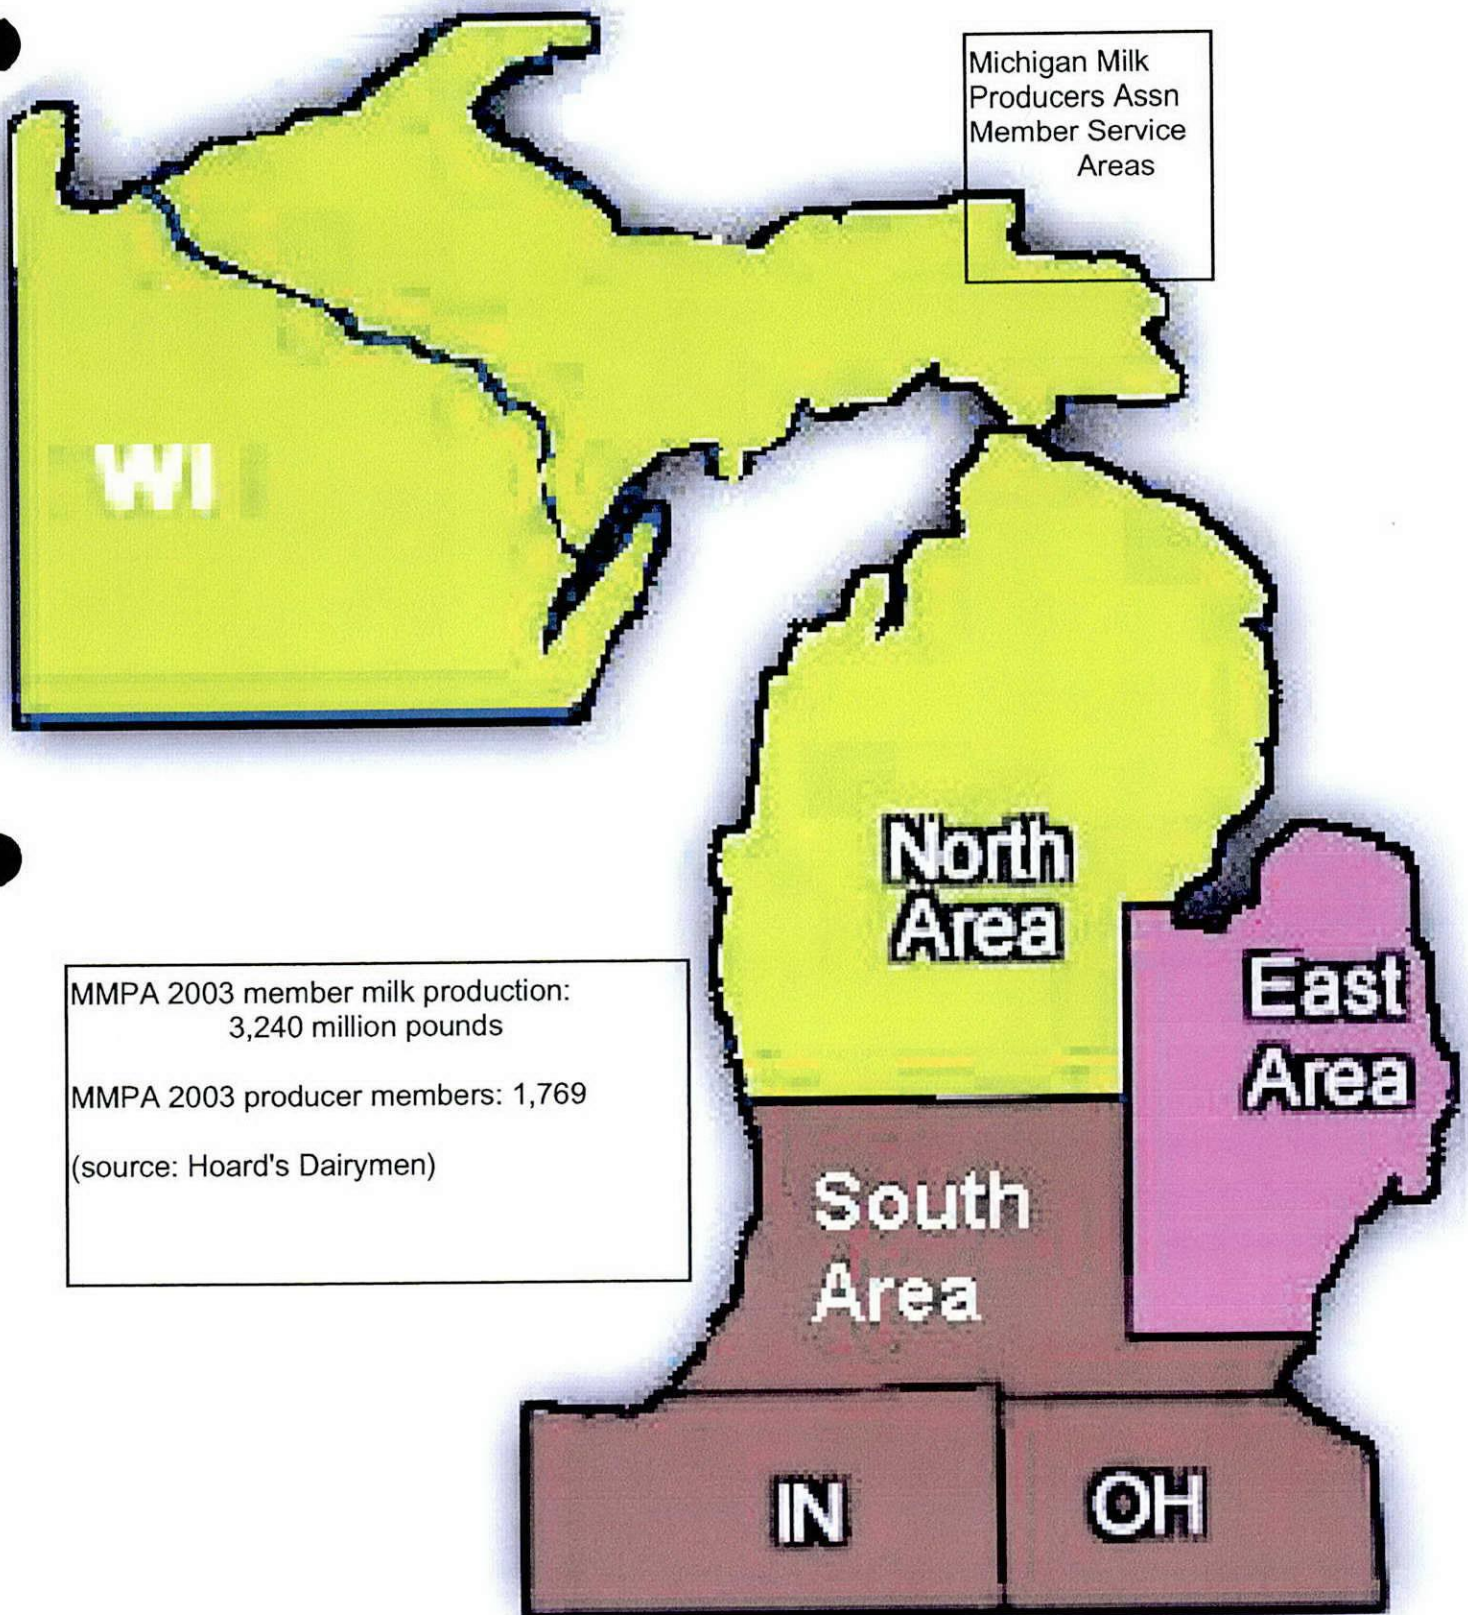 Michigan Milk
Producers Assn
Member Service
Areas
WI
North
Area
East
Area
MMPA 2003 member milk production:
3,240 million pounds
MMPA 2003 producer members: 1,769
(source: Hoard's Dairymen)
South
Area
IN
OH